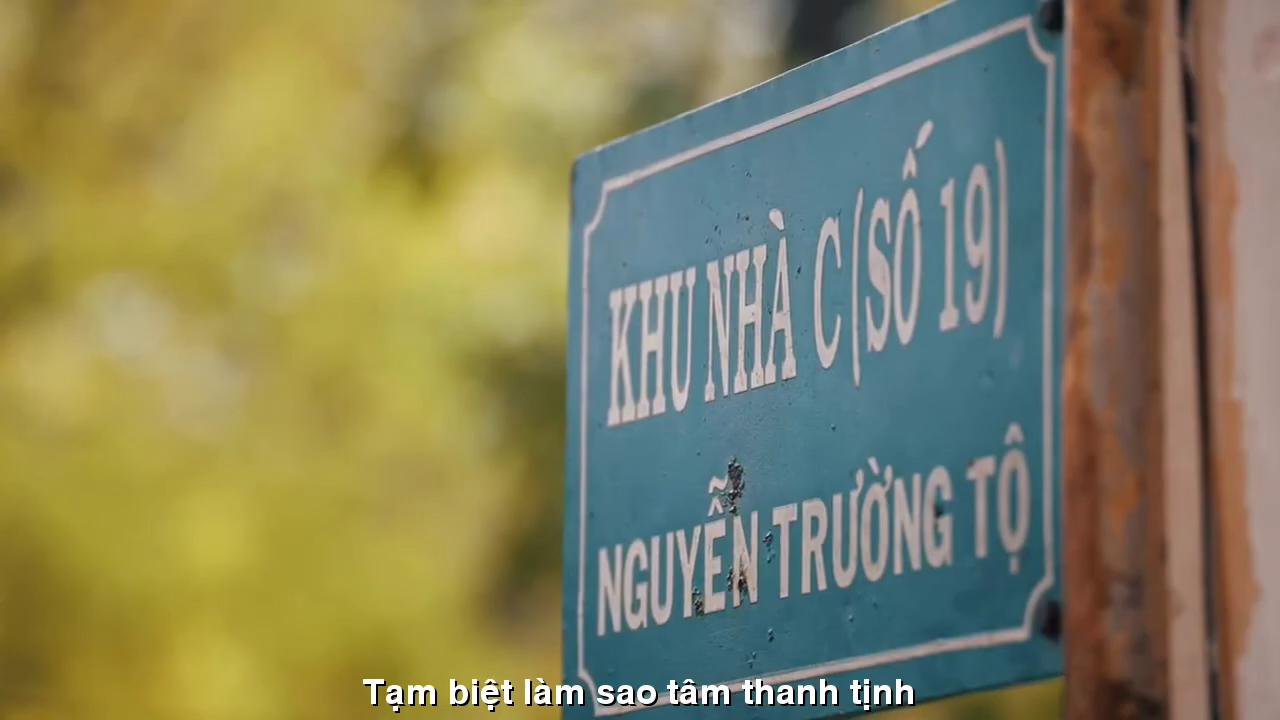 KHU NHÀ C (SỐ 19)
NGUYỄN TRƯỜNG TỘ
Tạm biệt làm sao tâm thanh tịnh